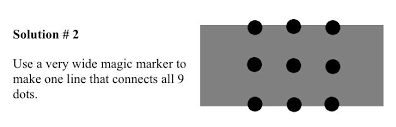 Solution # 2
Use a very wide magic marker to
make one line that connects all 9
dots.